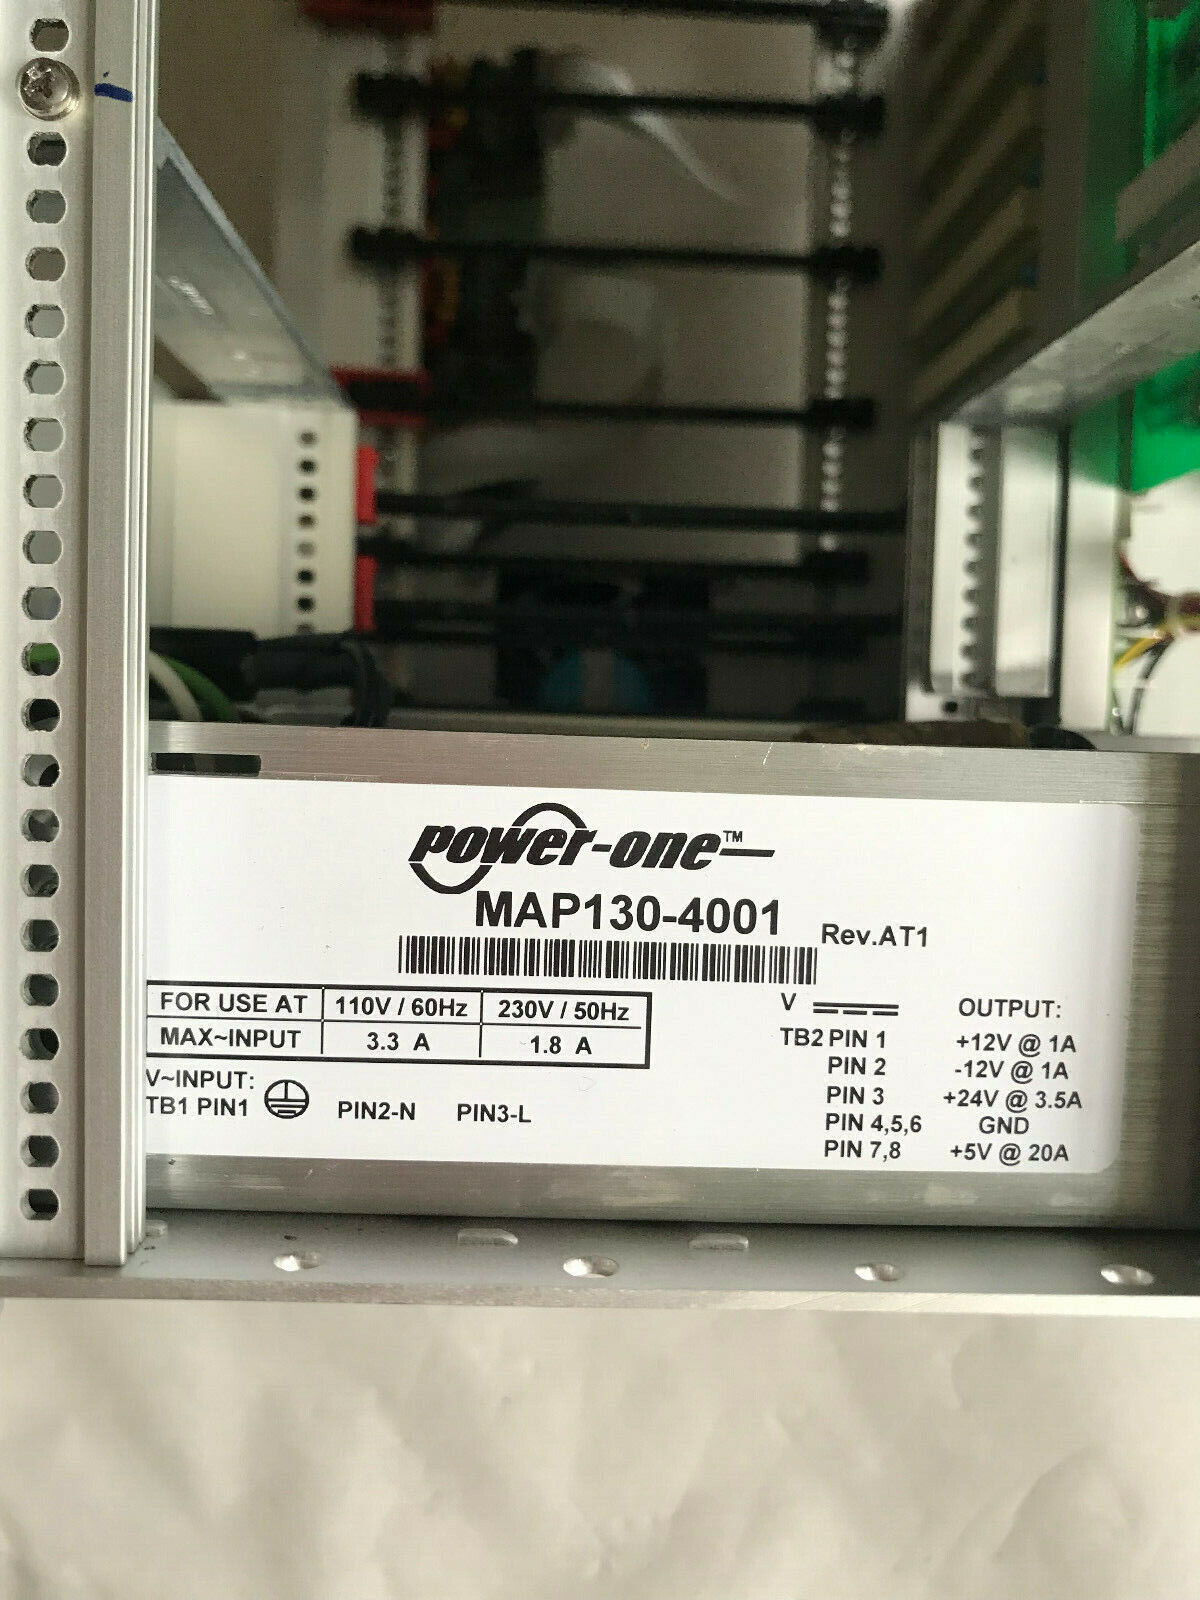 power-one™
MAP130-4001 Rev.AT1
FOR USE AT 110V / 60Hz 230V / 50Hz
MAX~INPUT 3.3 A 1.8 A
V~INPUT:
TB1 PIN1 PIN2-N PIN3-L
V OUTPUT:
TB2 PIN 1 +12V @ 1A
PIN 2 -12V @ 1A
PIN 3 +24V @ 3.5A
PIN 4,5,6 GND
PIN 7,8 +5V @ 20A